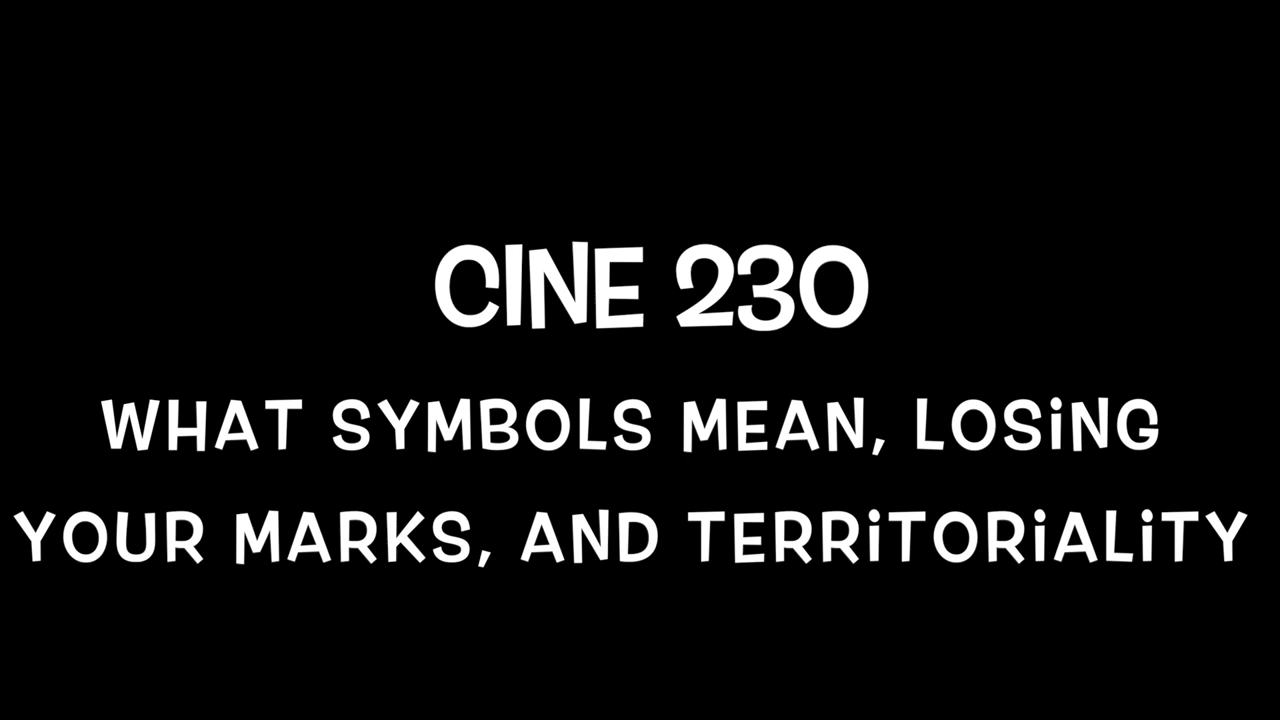 CINE 230
WHAT SYMBOLS MEAN, LOSING
YOUR MARKS, AND TERRITORIALITY